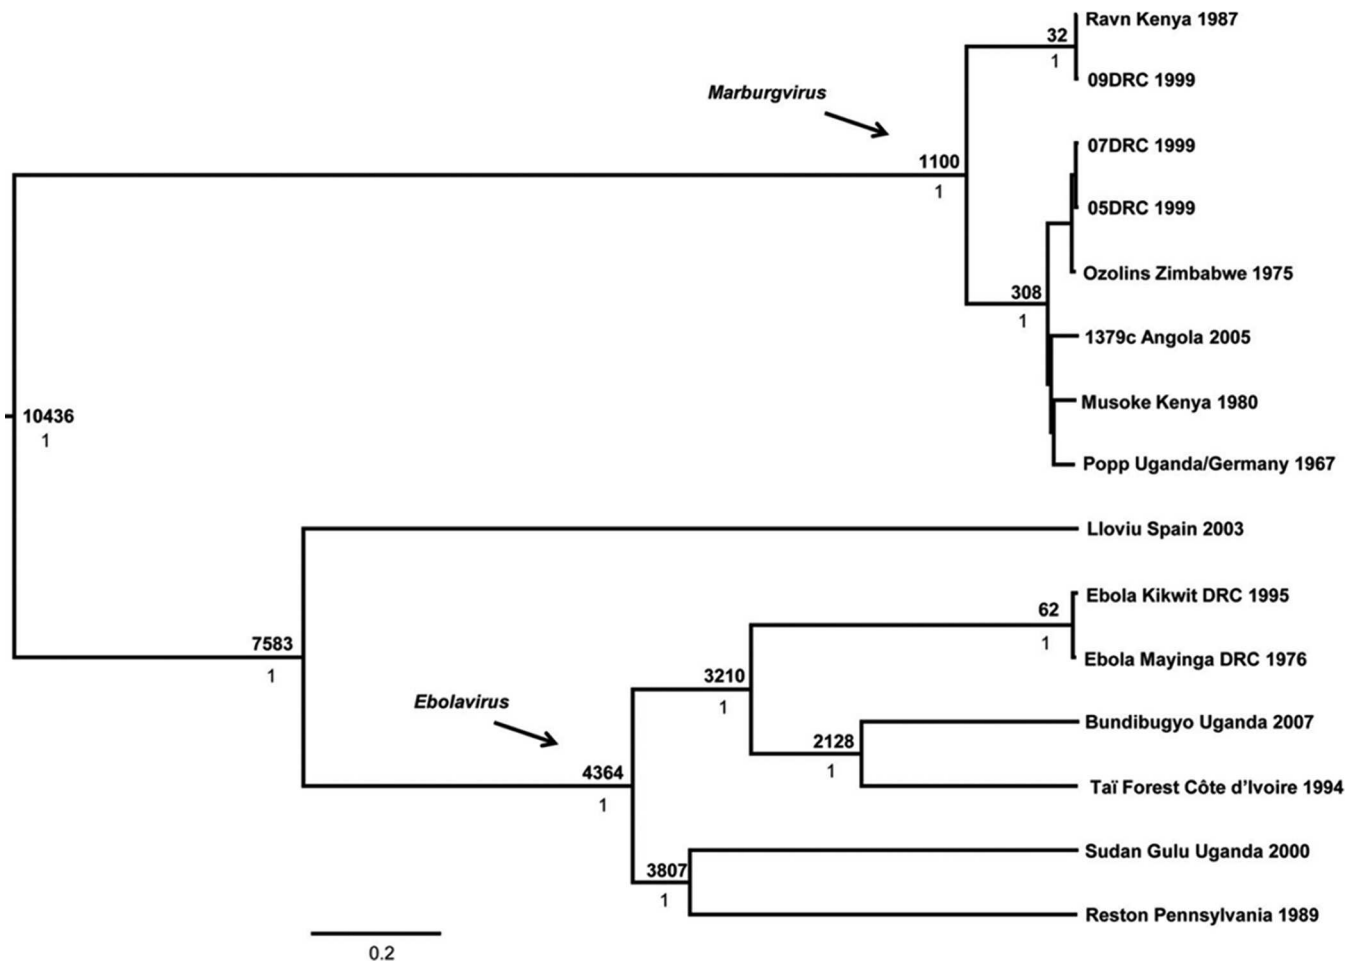 Ravn Kenya 1987
32
1
09DRC 1999
Marburgvirus
07DRC 1999
1100
1
05DRC 1999
Ozolins Zimbabwe 1975
308
1
1379c Angola 2005
Musoke Kenya 1980
10436
1
Popp Uganda/Germany 1967
Lloviu Spain 2003
Ebola Kikwit DRC 1995
62
1
7583
1
Ebola Mayinga DRC 1976
3210
1
Ebolavirus
Bundibugyo Uganda 2007
2128
1
4364
1
Taï Forest Côte d’Ivoire 1994
Sudan Gulu Uganda 2000
3807
1
Reston Pennsylvania 1989
0.2